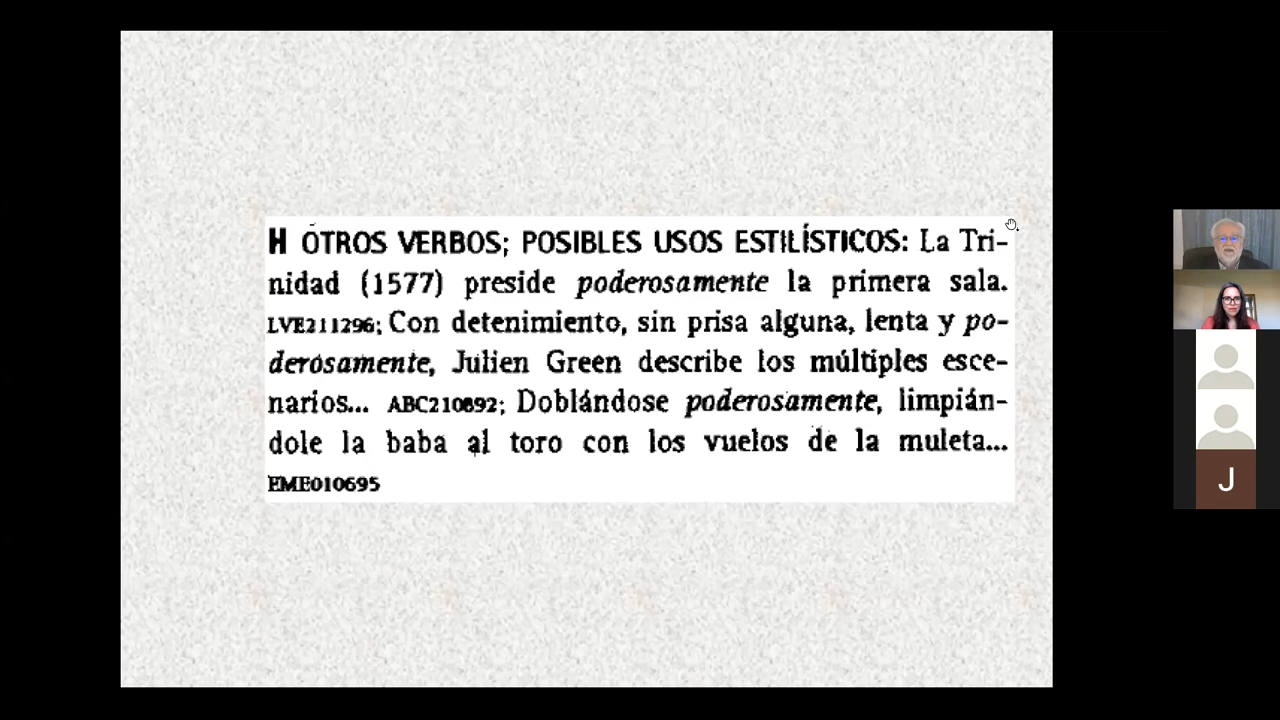 H OTROS VERBOS; POSIBLES USOS ESTILÍSTICOS: La Tri-
nidad (1577) preside poderosamente la primera sala.
LVE211296; Con detenimiento, sin prisa alguna, lenta y po-
derosamente, Julien Green describe los múltiples esce-
narios... ABC210892; Doblándose poderosamente, limpián-
dole la baba al toro con los vuelos de la muleta...
EME010695
J